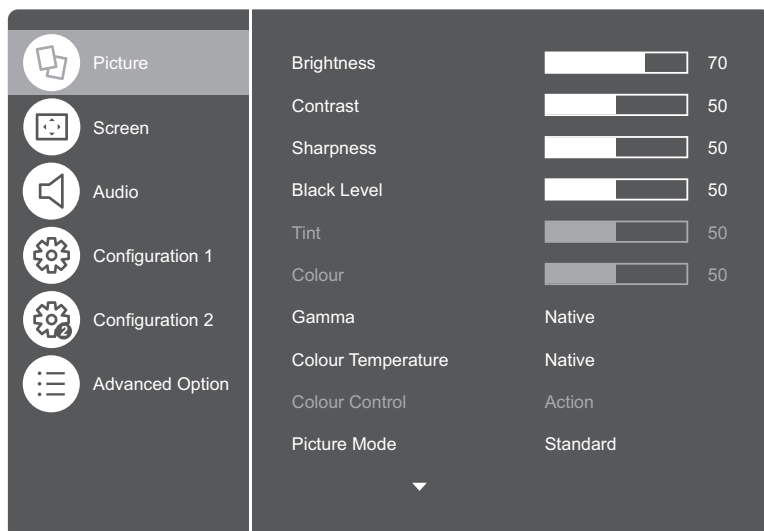 Picture
Screen
Audio
Configuration 1
Configuration 2
2
Advanced Option
Brightness 70
Contrast 50
Sharpness 50
Black Level 50
Tint 50
Colour 50
Gamma Native
Colour Temperature Native
Colour Control Action
Picture Mode Standard